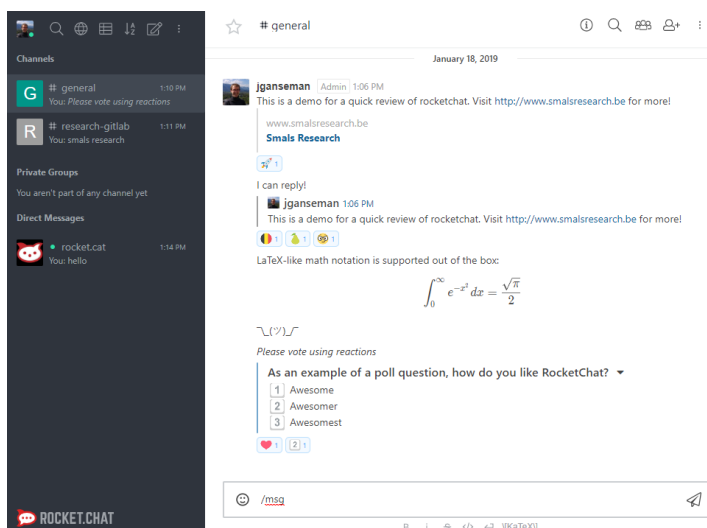 # general
Channels
G
# general 1:10 PM
You: Please vote using reactions
R
# research-gitlab 1:11 PM
You: smals research
Private Groups
You aren't part of any channel yet
Direct Messages
rocket.cat 1:14 PM
You: hello
ROCKET.CHAT
January 18, 2019
jganseman Admin 1:06 PM
This is a demo for a quick review of rocketchat. Visit http://www.smalsresearch.be for more!
www.smalsresearch.be
Smals Research
1
I can reply!
jganseman 1:06 PM
This is a demo for a quick review of rocketchat. Visit http://www.smalsresearch.be for more!
1 1 1
LaTeX-like math notation is supported out of the box:
∫₀^∞ e^{-x²} dx = √π / 2
¯\_(ツ)_/¯
Please vote using reactions
As an example of a poll question, how do you like RocketChat?
1 Awesome
2 Awesomer
3 Awesomest
1 2 1
/msg
B i S </> \[KaTeX\]